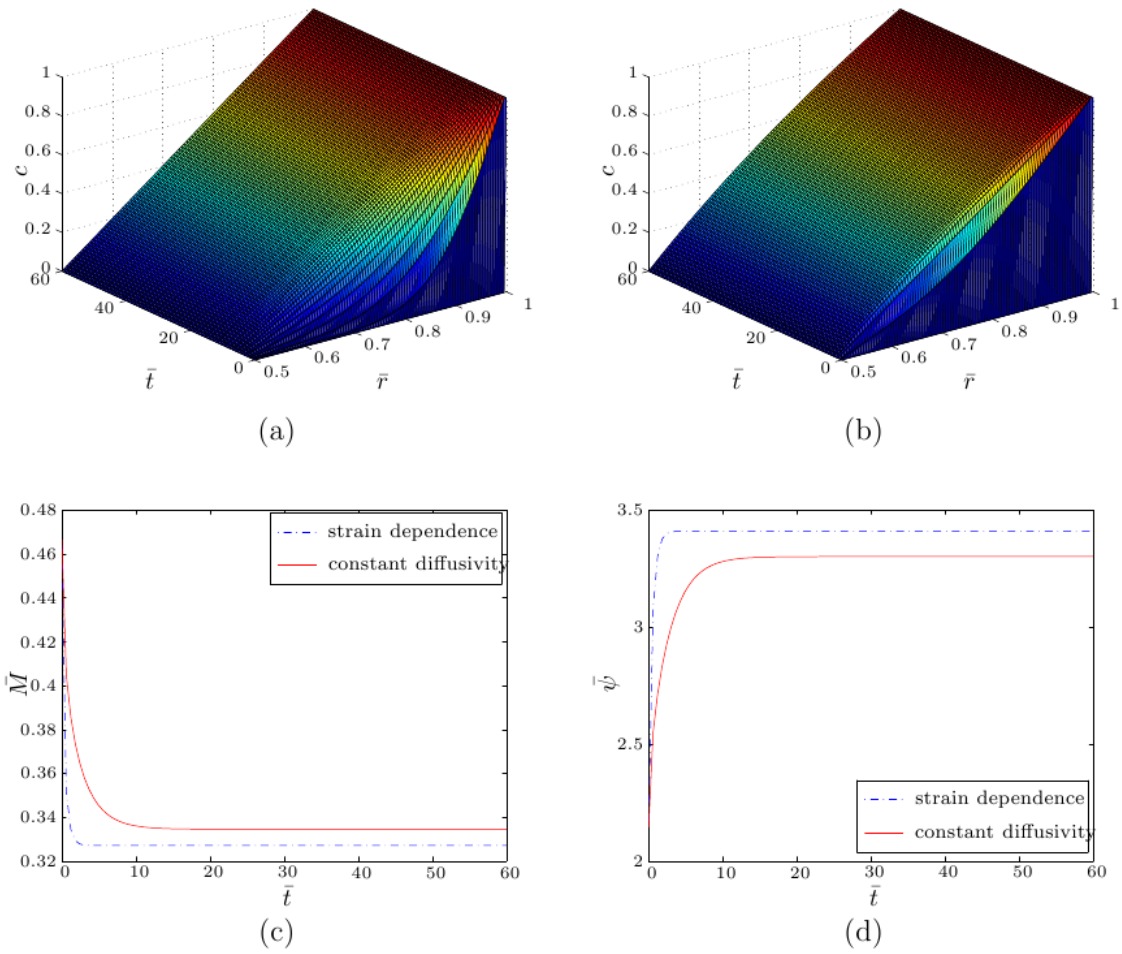 1
0.8
0.6
0.4
0.2
0
c
60
40
20
0
t̄
0.5
0.6
0.7
0.8
0.9
1
r̄
(a)
1
0.8
0.6
0.4
0.2
0
c
60
40
20
0
t̄
0.5
0.6
0.7
0.8
0.9
1
r̄
(b)
0.48
0.46
0.44
0.42
0.4
0.38
0.36
0.34
0.32
M̄
strain dependence
constant diffusivity
0 10 20 30 40 50 60
t̄
(c)
3.5
3
2.5
2
ψ̄
strain dependence
constant diffusivity
0 10 20 30 40 50 60
t̄
(d)